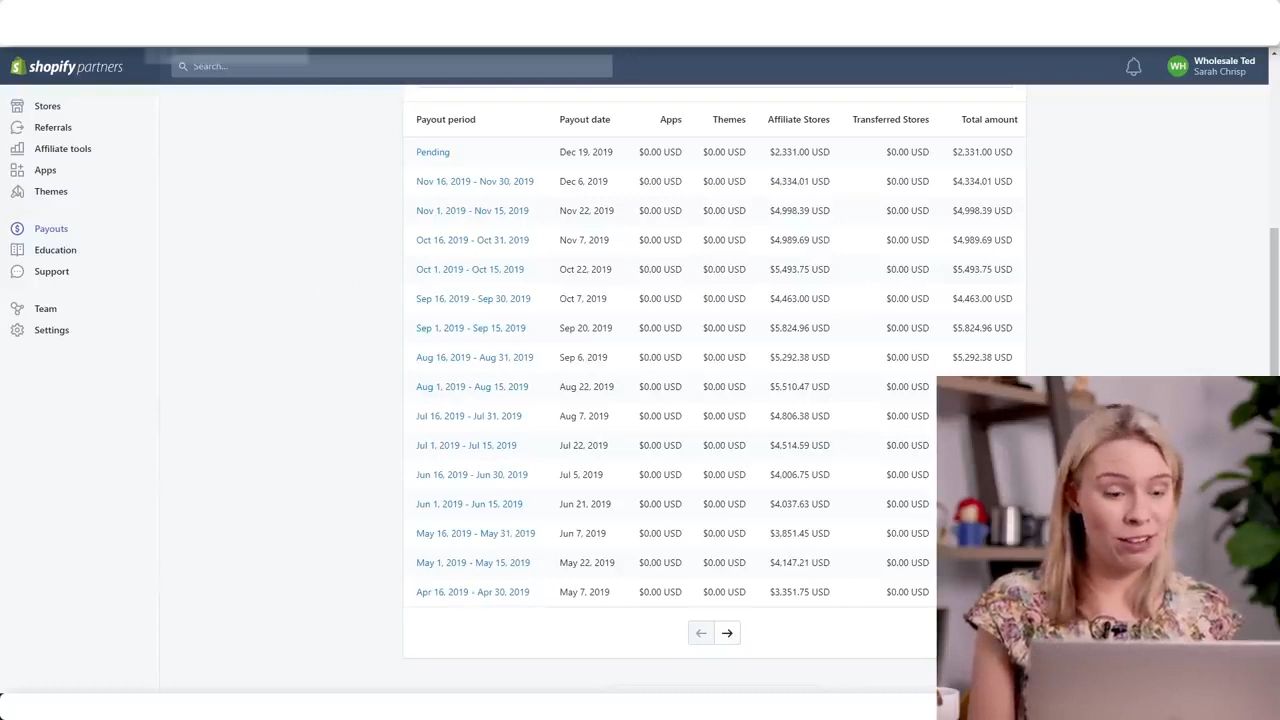 shopify partners
Search...
WH Wholesale Ted
Sarah Chrisp
Stores
Referrals
Affiliate tools
Apps
Themes
Payouts
Education
Support
Team
Settings
Payout period Payout date Apps Themes Affiliate Stores Transferred Stores Total amount
Pending Dec 19, 2019 $0.00 USD $0.00 USD $2,331.00 USD $0.00 USD $2,331.00 USD
Nov 16, 2019 - Nov 30, 2019 Dec 6, 2019 $0.00 USD $0.00 USD $4,334.01 USD $0.00 USD $4,334.01 USD
Nov 1, 2019 - Nov 15, 2019 Nov 22, 2019 $0.00 USD $0.00 USD $4,998.39 USD $0.00 USD $4,998.39 USD
Oct 16, 2019 - Oct 31, 2019 Nov 7, 2019 $0.00 USD $0.00 USD $4,989.69 USD $0.00 USD $4,989.69 USD
Oct 1, 2019 - Oct 15, 2019 Oct 22, 2019 $0.00 USD $0.00 USD $5,493.75 USD $0.00 USD $5,493.75 USD
Sep 16, 2019 - Sep 30, 2019 Oct 7, 2019 $0.00 USD $0.00 USD $4,463.00 USD $0.00 USD $4,463.00 USD
Sep 1, 2019 - Sep 15, 2019 Sep 20, 2019 $0.00 USD $0.00 USD $5,824.96 USD $0.00 USD $5,824.96 USD
Aug 16, 2019 - Aug 31, 2019 Sep 6, 2019 $0.00 USD $0.00 USD $5,292.38 USD $0.00 USD $5,292.38 USD
Aug 1, 2019 - Aug 15, 2019 Aug 22, 2019 $0.00 USD $0.00 USD $5,510.47 USD $0.00 USD
Jul 16, 2019 - Jul 31, 2019 Aug 7, 2019 $0.00 USD $0.00 USD $4,806.38 USD $0.00 USD
Jul 1, 2019 - Jul 15, 2019 Jul 22, 2019 $0.00 USD $0.00 USD $4,514.59 USD $0.00 USD
Jun 16, 2019 - Jun 30, 2019 Jul 5, 2019 $0.00 USD $0.00 USD $4,006.75 USD $0.00 USD
Jun 1, 2019 - Jun 15, 2019 Jun 21, 2019 $0.00 USD $0.00 USD $4,037.63 USD $0.00 USD
May 16, 2019 - May 31, 2019 Jun 7, 2019 $0.00 USD $0.00 USD $3,851.45 USD $0.00 USD
May 1, 2019 - May 15, 2019 May 22, 2019 $0.00 USD $0.00 USD $4,147.21 USD $0.00 USD
Apr 16, 2019 - Apr 30, 2019 May 7, 2019 $0.00 USD $0.00 USD $3,351.75 USD $0.00 USD